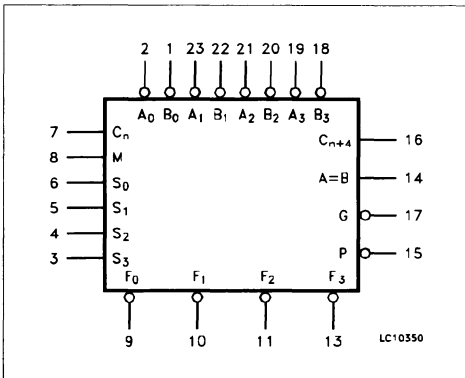 2 1 23 22 21 20 19 18
A0 B0 A1 B1 A2 B2 A3 B3
7 Cn Cn+4 16
8 M
A=B 14
6 S0
5 S1 G 17
4 S2
P 15
3 S3
F0 F1 F2 F3
9 10 11 13
LC10350